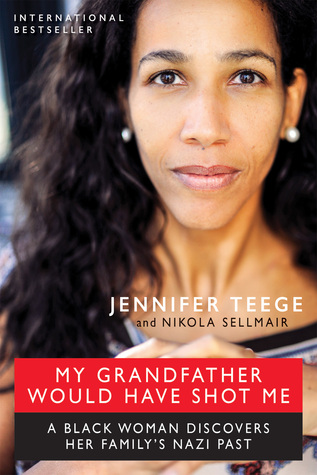 INTERNATIONAL
BESTSELLER
JENNIFER TEEGE
and NIKOLA SELLMAIR
MY GRANDFATHER
WOULD HAVE SHOT ME
A BLACK WOMAN DISCOVERS
HER FAMILY'S NAZI PAST